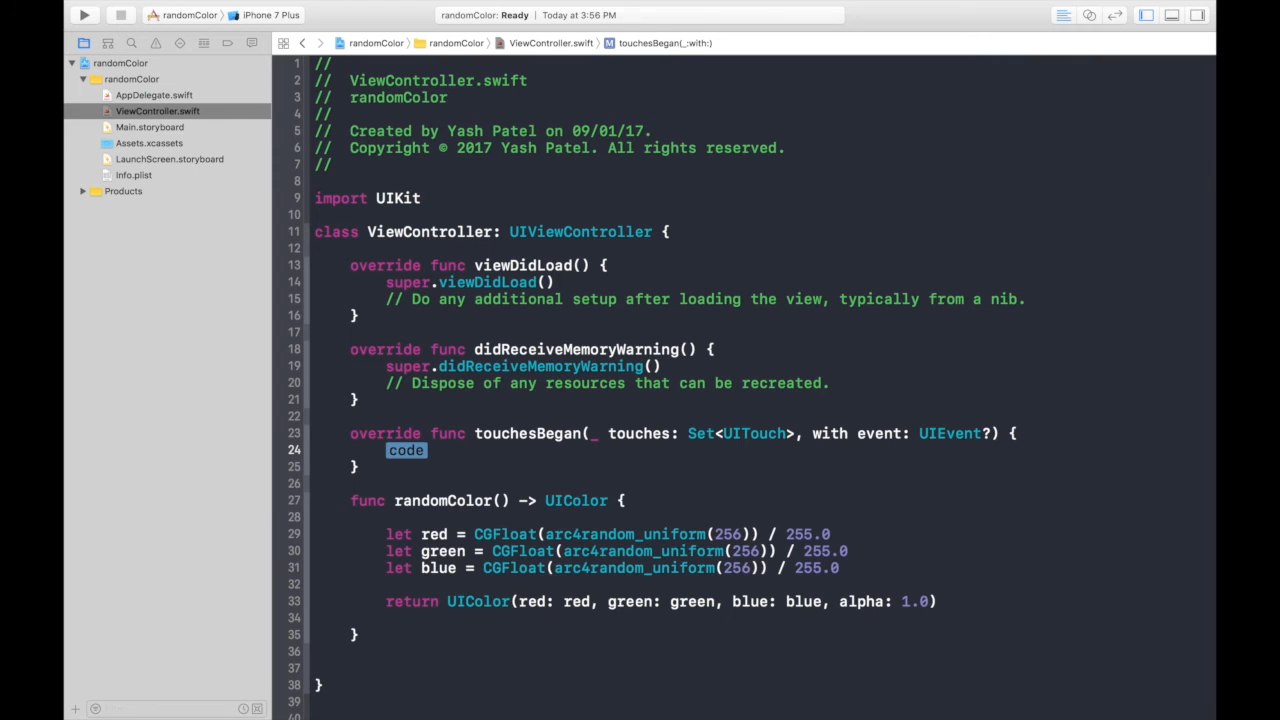 randomColor > iPhone 7 Plus
randomColor: Ready | Today at 3:56 PM
randomColor > randomColor > ViewController.swift > M touchesBegan(_:with:)
randomColor
randomColor
AppDelegate.swift
ViewController.swift
Main.storyboard
Assets.xcassets
LaunchScreen.storyboard
Info.plist
Products
1 //
2 // ViewController.swift
3 // randomColor
4 //
5 // Created by Yash Patel on 09/01/17.
6 // Copyright © 2017 Yash Patel. All rights reserved.
7 //
8
9 import UIKit
10
11 class ViewController: UIViewController {
12
13 override func viewDidLoad() {
14 super.viewDidLoad()
15 // Do any additional setup after loading the view, typically from a nib.
16 }
17
18 override func didReceiveMemoryWarning() {
19 super.didReceiveMemoryWarning()
20 // Dispose of any resources that can be recreated.
21 }
22
23 override func touchesBegan(_ touches: Set<UITouch>, with event: UIEvent?) {
24 code
25 }
26
27 func randomColor() -> UIColor {
28
29 let red = CGFloat(arc4random_uniform(256)) / 255.0
30 let green = CGFloat(arc4random_uniform(256)) / 255.0
31 let blue = CGFloat(arc4random_uniform(256)) / 255.0
32
33 return UIColor(red: red, green: green, blue: blue, alpha: 1.0)
34
35 }
36
37
38 }
39
40